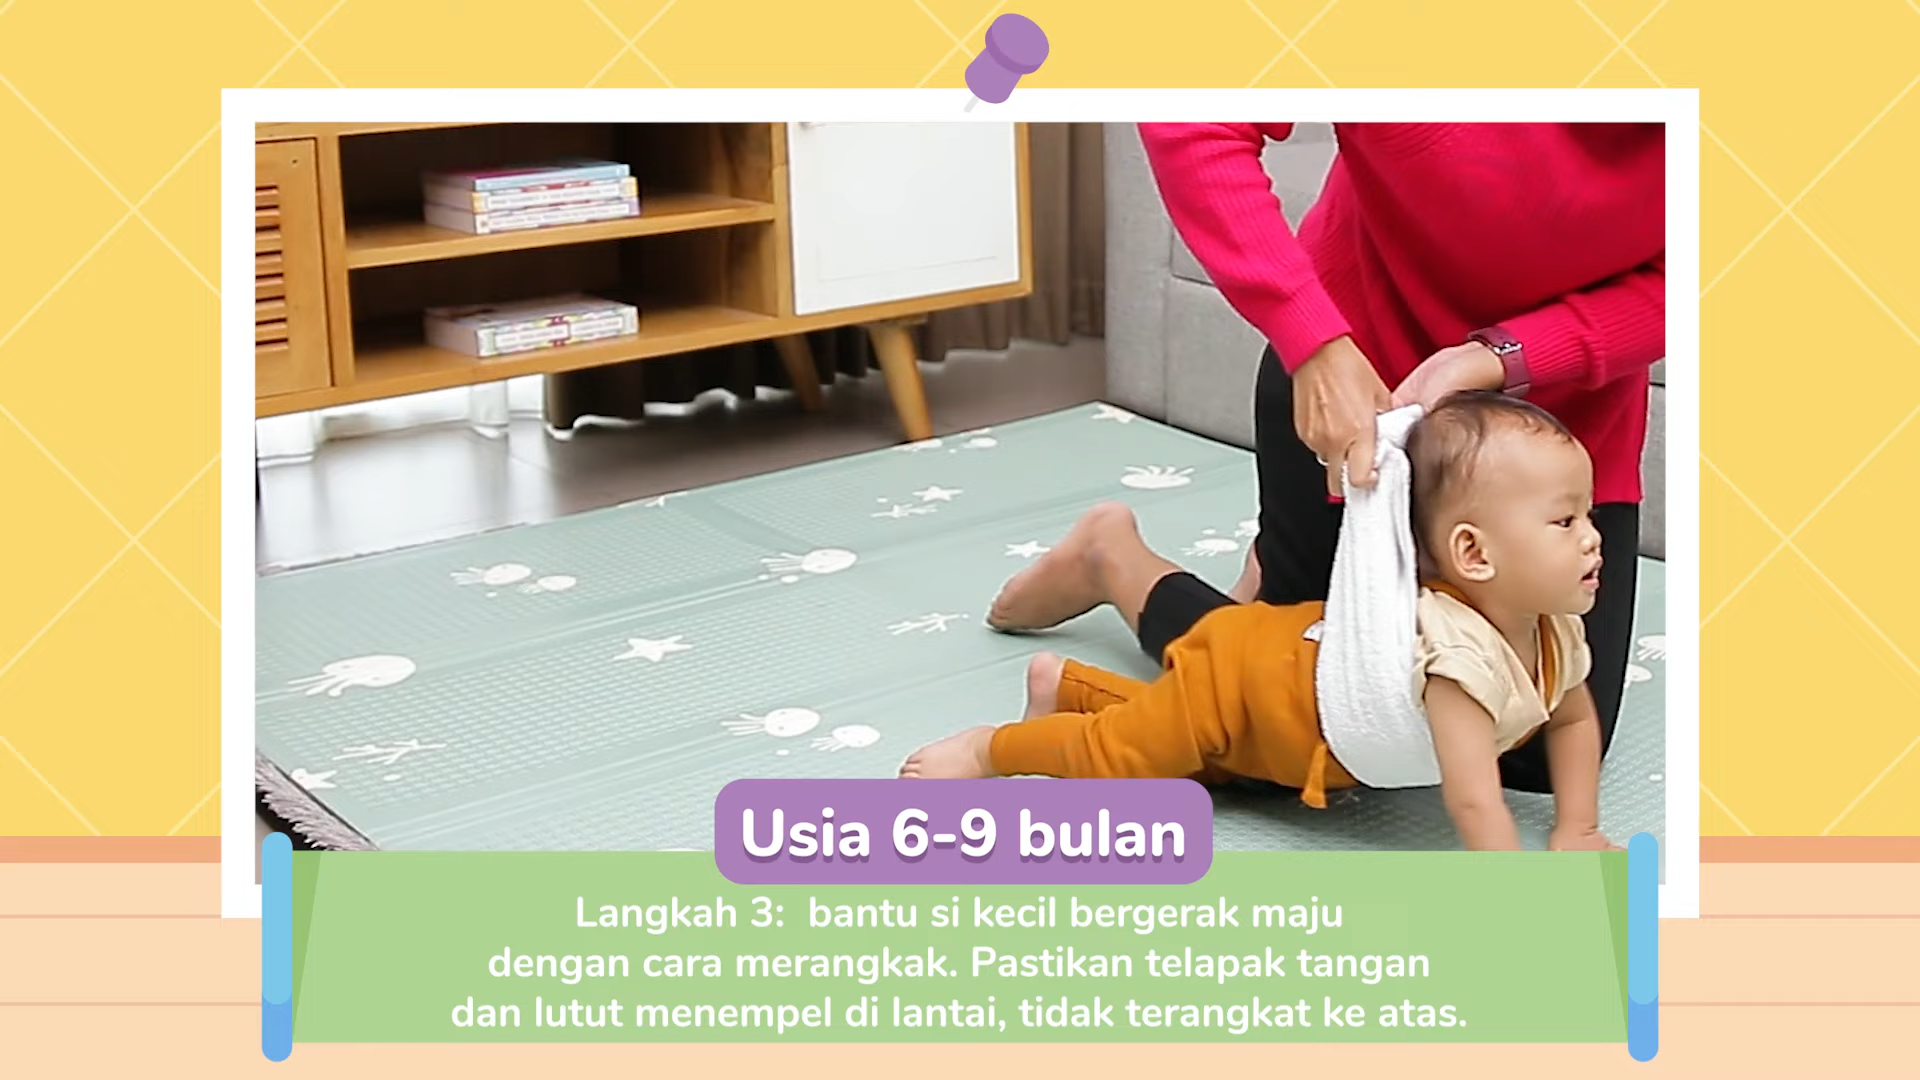 Usia 6-9 bulan
Langkah 3: bantu si kecil bergerak maju
dengan cara merangkak. Pastikan telapak tangan
dan lutut menempel di lantai, tidak terangkat ke atas.